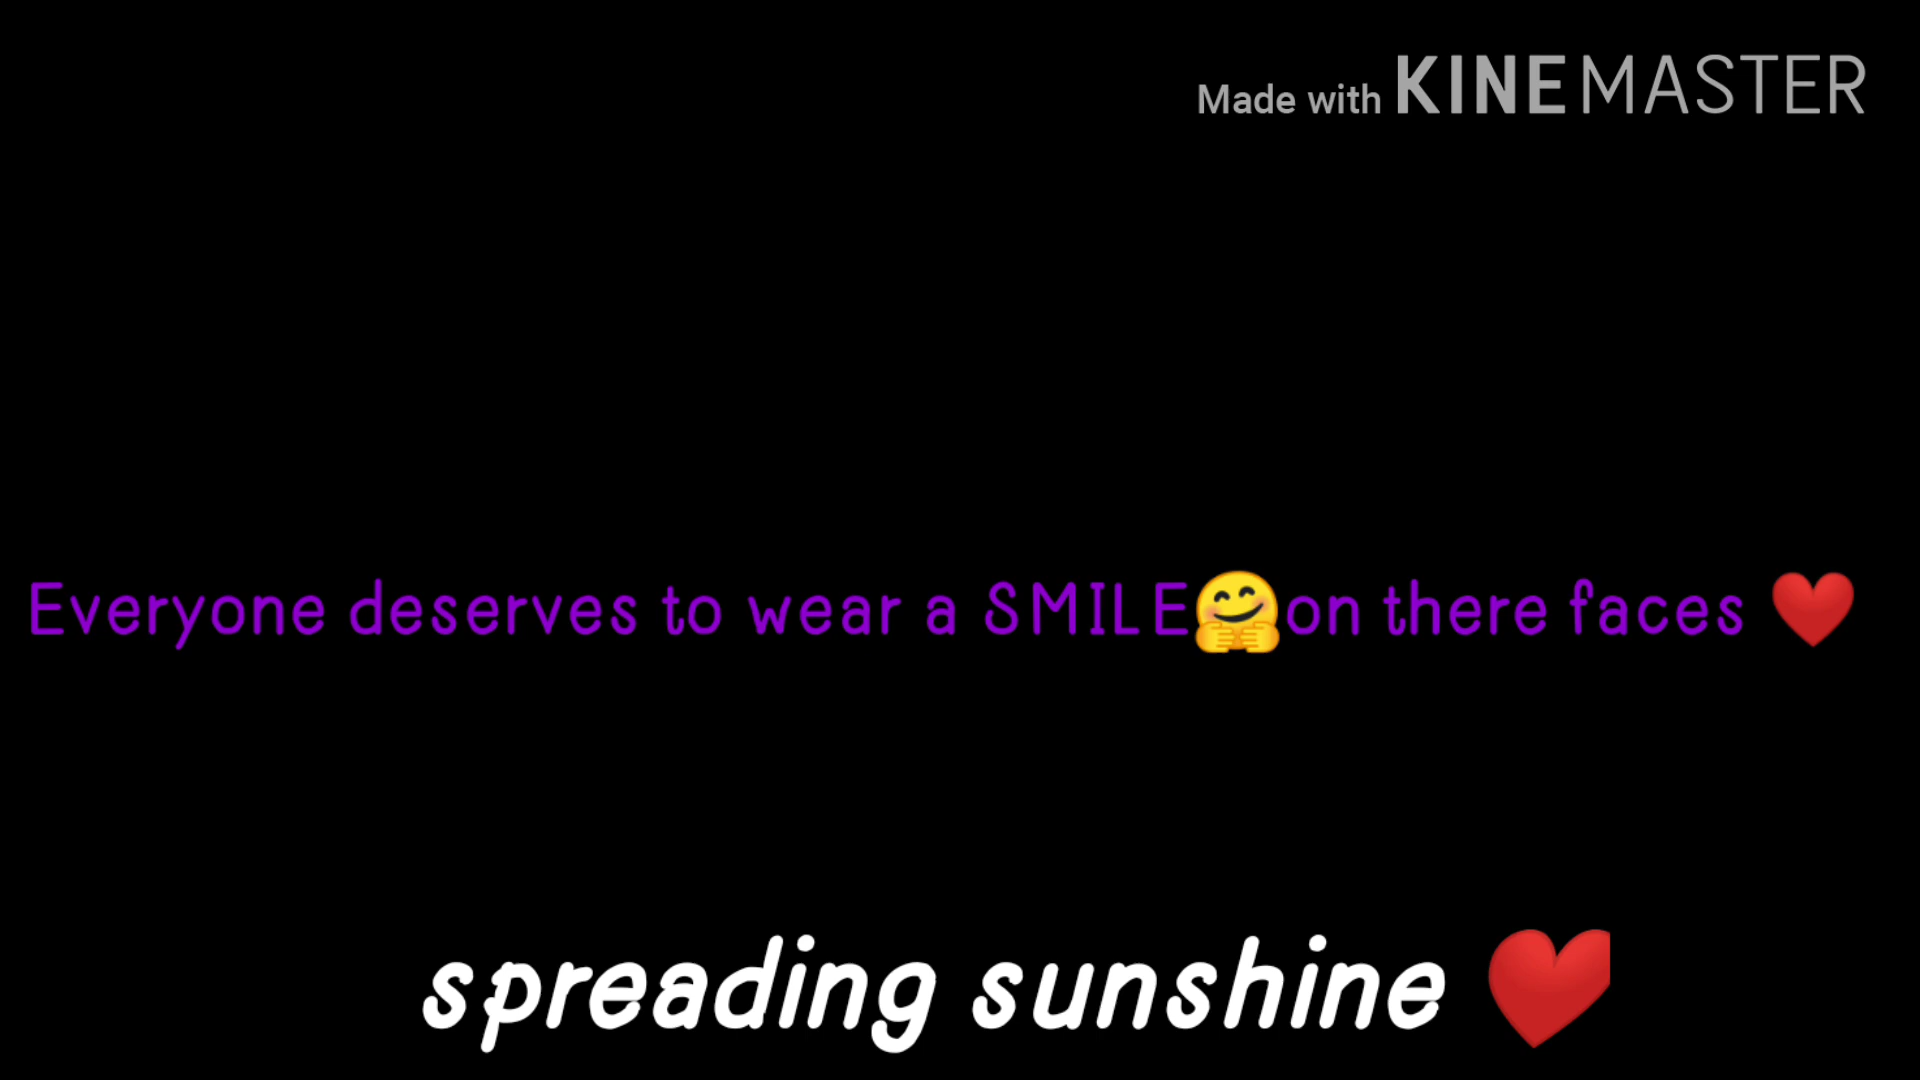 Made with KINEMASTER
Everyone deserves to wear a SMILE🤗on there faces ❤️
spreading sunshine ❤️